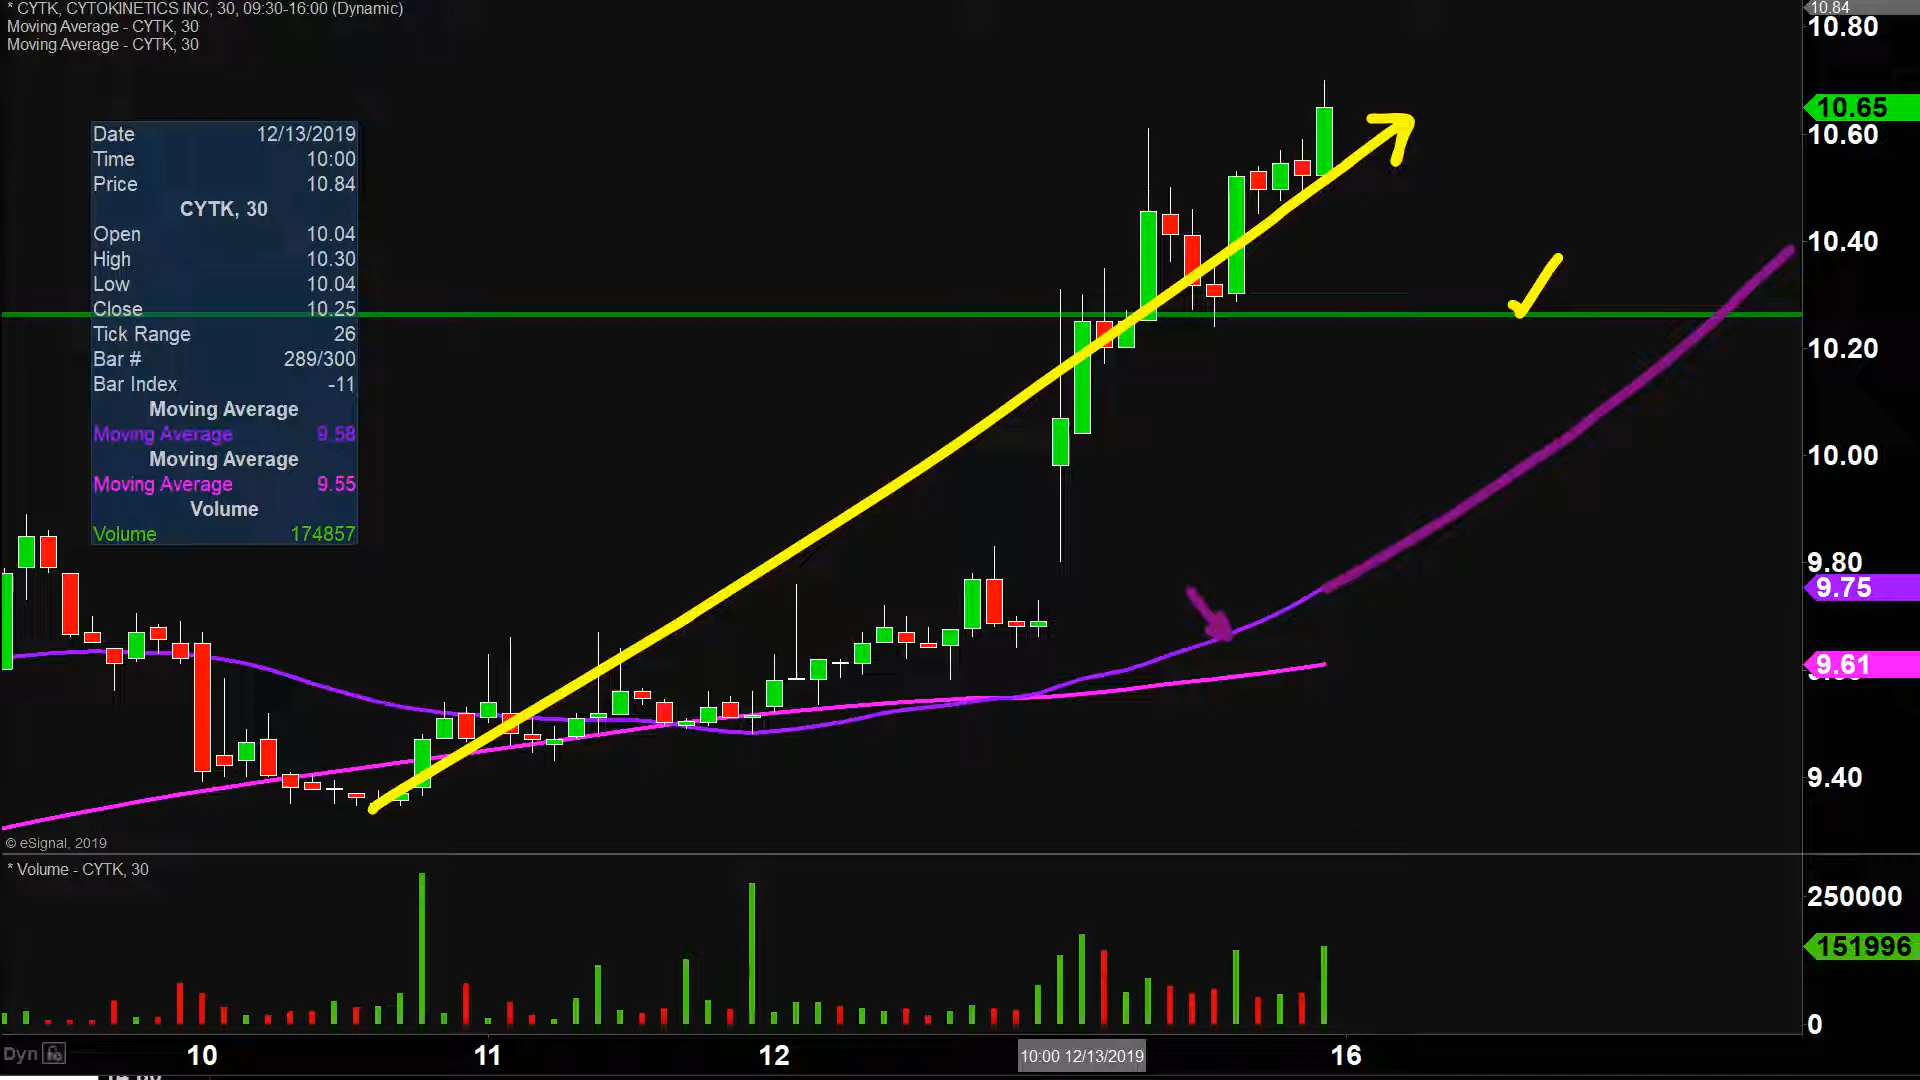 * CYTK, CYTOKINETICS INC, 30, 09:30-16:00 (Dynamic)
Moving Average - CYTK, 30
Moving Average - CYTK, 30
Date 12/13/2019
Time 10:00
Price 10.84
CYTK, 30
Open 10.04
High 10.30
Low 10.04
Close 10.25
Tick Range 26
Bar # 289/300
Bar Index -11
Moving Average
Moving Average 9.58
Moving Average
Moving Average 9.55
Volume
Volume 174857
10.84
10.80
10.65
10.60
10.40
10.20
10.00
9.80
9.75
9.61
9.40
© eSignal, 2019
* Volume - CYTK, 30
250000
151996
0
Dyn
10 11 12 10:00 12/13/2019 16